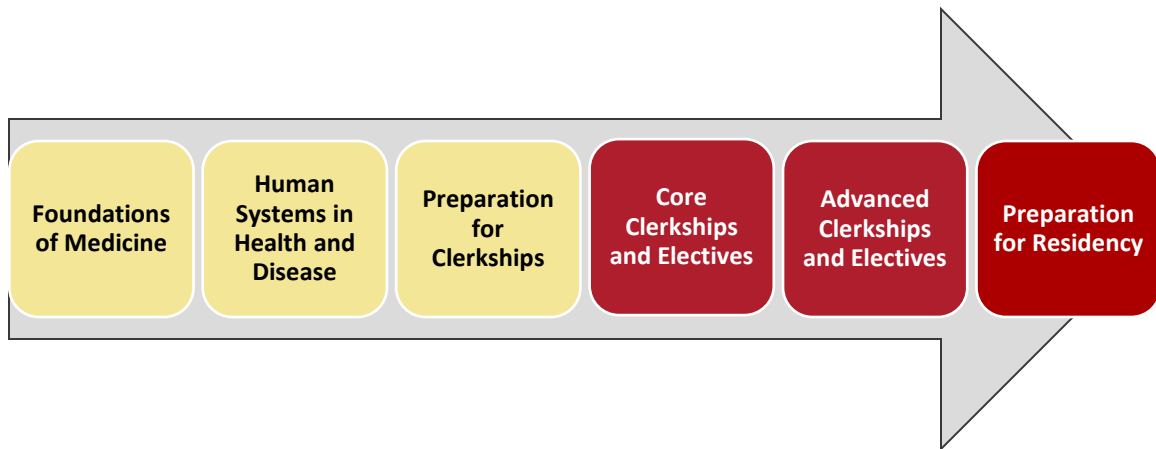 Foundations
of Medicine
Human
Systems in
Health and
Disease
Preparation
for
Clerkships
Core
Clerkships
and Electives
Advanced
Clerkships
and Electives
Preparation
for Residency